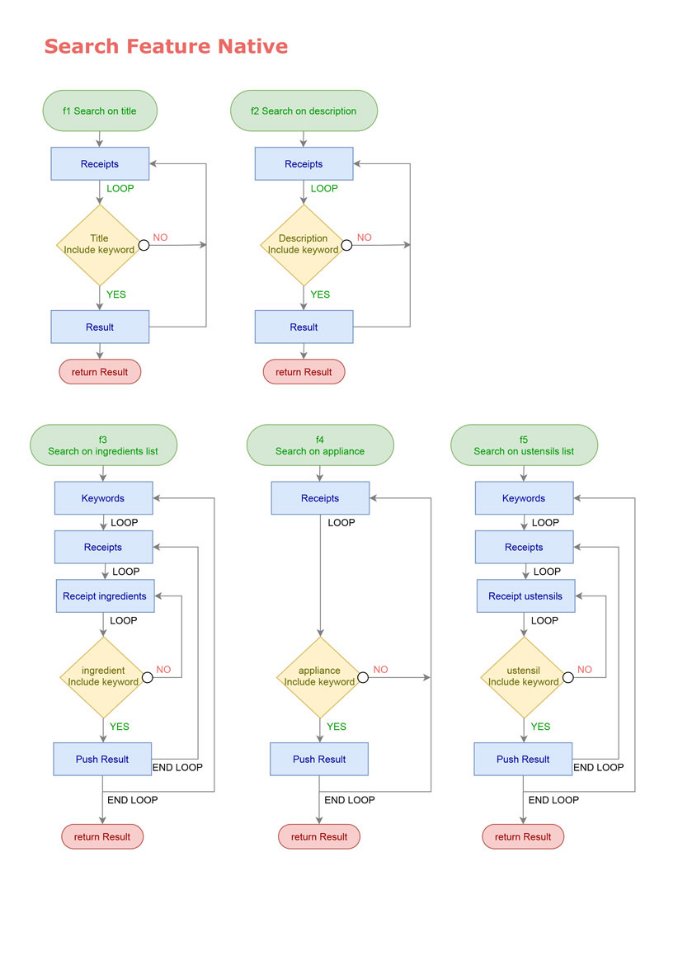 Search Feature Native
f1 Search on title
Receipts
LOOP
Title
Include keyword
NO
YES
Result
return Result
f2 Search on description
Receipts
LOOP
Description
Include keyword
NO
YES
Result
return Result
f3
Search on ingredients list
Keywords
LOOP
Receipts
LOOP
Receipt ingredients
LOOP
ingredient
Include keyword
NO
YES
Push Result
END LOOP
END LOOP
return Result
f4
Search on appliance
Receipts
LOOP
appliance
Include keyword
NO
YES
Push Result
END LOOP
return Result
f5
Search on ustensils list
Keywords
LOOP
Receipts
LOOP
Receipt ustensils
LOOP
ustensil
Include keyword
NO
YES
Push Result
END LOOP
END LOOP
return Result